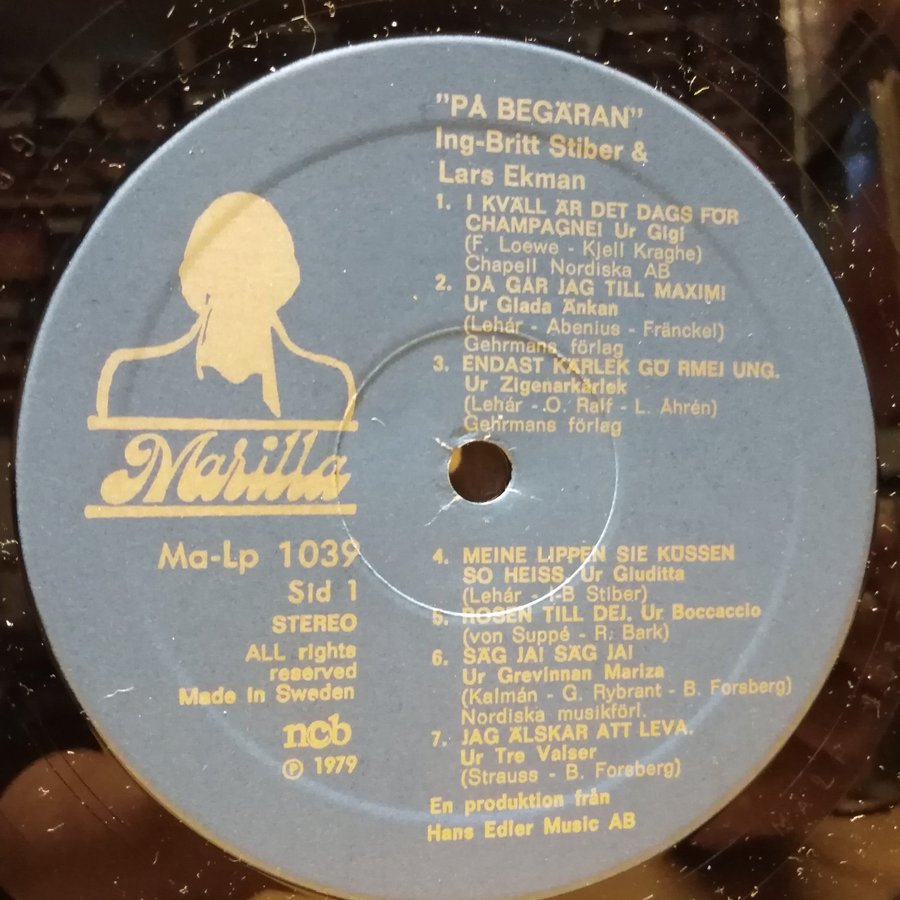 "PÅ BEGÄRAN"
Ing-Britt Stiber &
Lars Ekman
1. I KVÄLL ÄR DET DAGS FÖR
CHAMPAGNE! Ur Gigi
(F. Loewe - Kjell Kraghe)
Chapell Nordiska AB
2. DÅ GÅR JAG TILL MAXIM!
Ur Glada Änkan
(Lehár - Abenius - Fränckel)
Gehrmans förlag
3. ENDAST KÄRLEK GÖ RMEJ UNG.
Ur Zigenarkärlek
(Lehár - O. Ralf - L. Åhrén)
Gehrmans förlag
Marilla
Ma-Lp 1039
Sid 1
STEREO
ALL rights
reserved
Made in Sweden
ncb
℗ 1979
4. MEINE LIPPEN SIE KÜSSEN
SO HEISS. Ur Giuditta
(Lehár - I-B Stiber)
5. ROSEN TILL DEJ. Ur Boccaccio
(von Suppé - R. Bark)
6. SÄG JA! SÄG JA!
Ur Grevinnan Mariza
(Kalmán - G. Rybrant - B. Forsberg)
Nordiska musikförl.
7. JAG ÄLSKAR ATT LEVA.
Ur Tre Valser
(Strauss - B. Forsberg)
En produktion från
Hans Edler Music AB